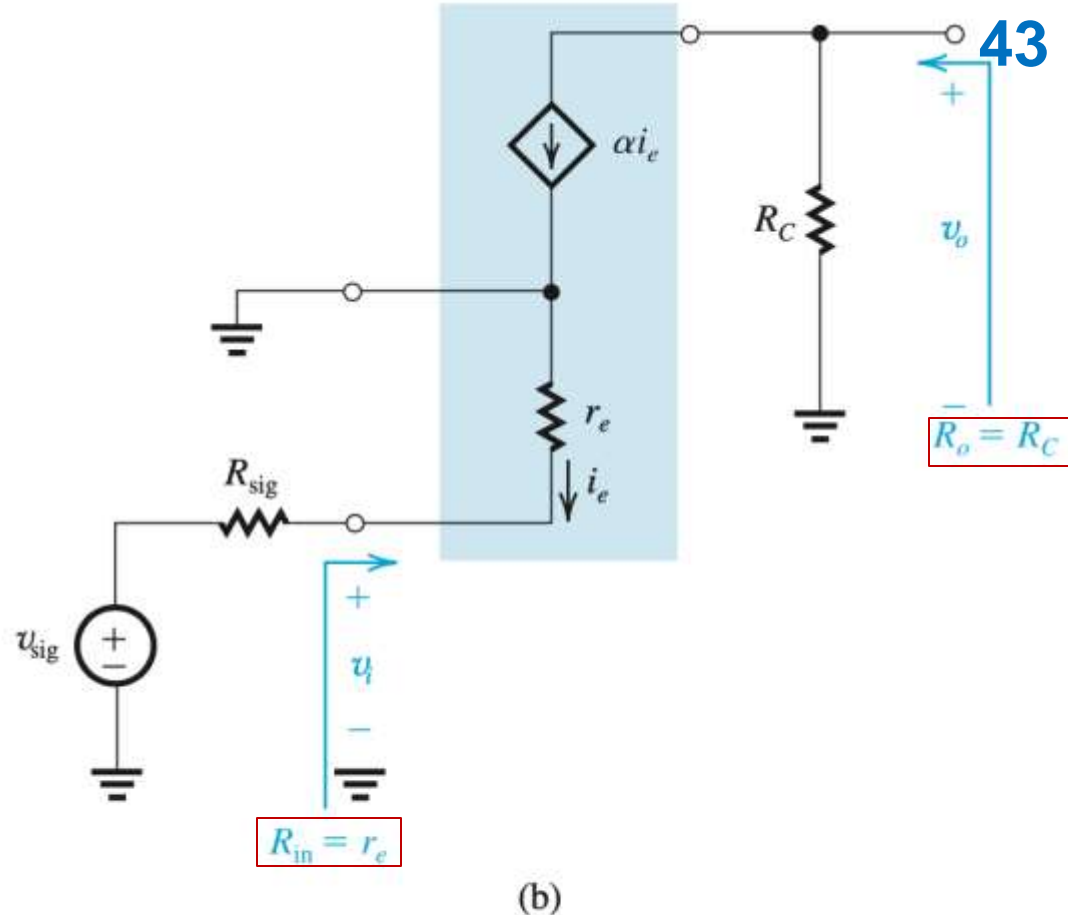 43
αi_e
R_C
+
v_o
−
R_o = R_C
r_e
i_e
R_sig
+
−
v_sig
+
v_i
−
R_in = r_e
(b)